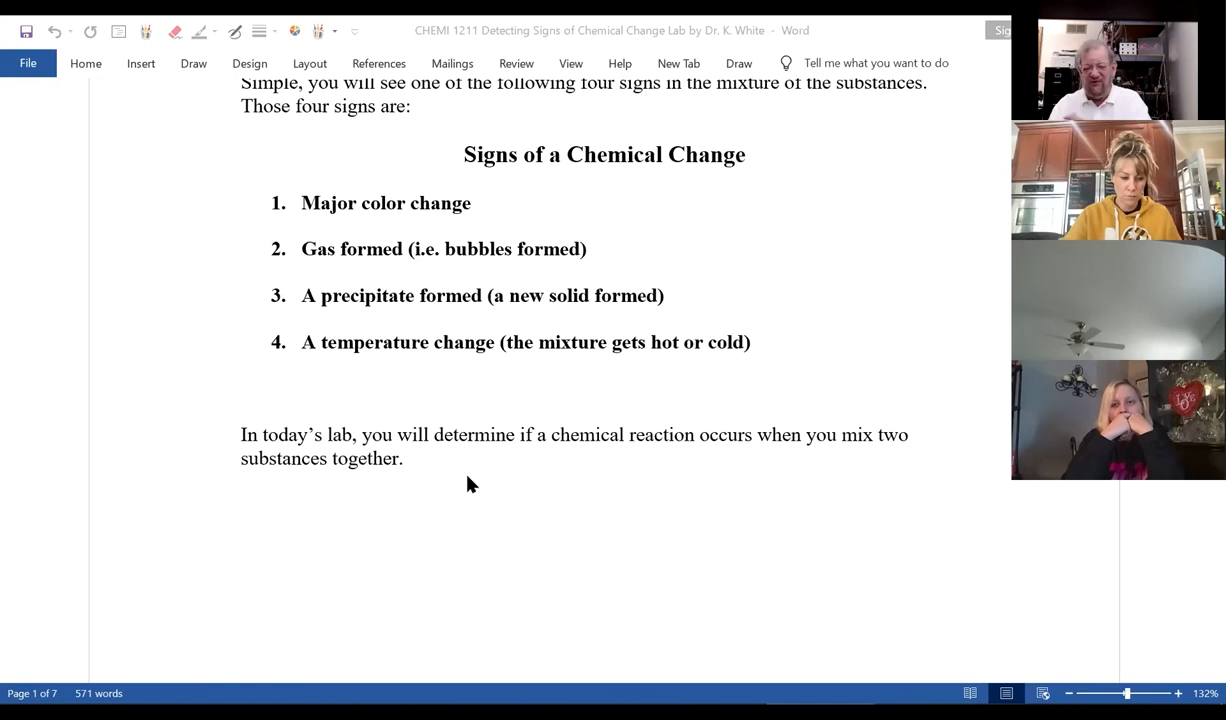 CHEMI 1211 Detecting Signs of Chemical Change Lab by Dr. K. White - Word
Sig
File Home Insert Draw Design Layout References Mailings Review View Help New Tab Draw Tell me what you want to do
Simple, you will see one of the following four signs in the mixture of the substances.
Those four signs are:
Signs of a Chemical Change
1. Major color change
2. Gas formed (i.e. bubbles formed)
3. A precipitate formed (a new solid formed)
4. A temperature change (the mixture gets hot or cold)
In today's lab, you will determine if a chemical reaction occurs when you mix two
substances together.
LOVE
Page 1 of 7 571 words
132%